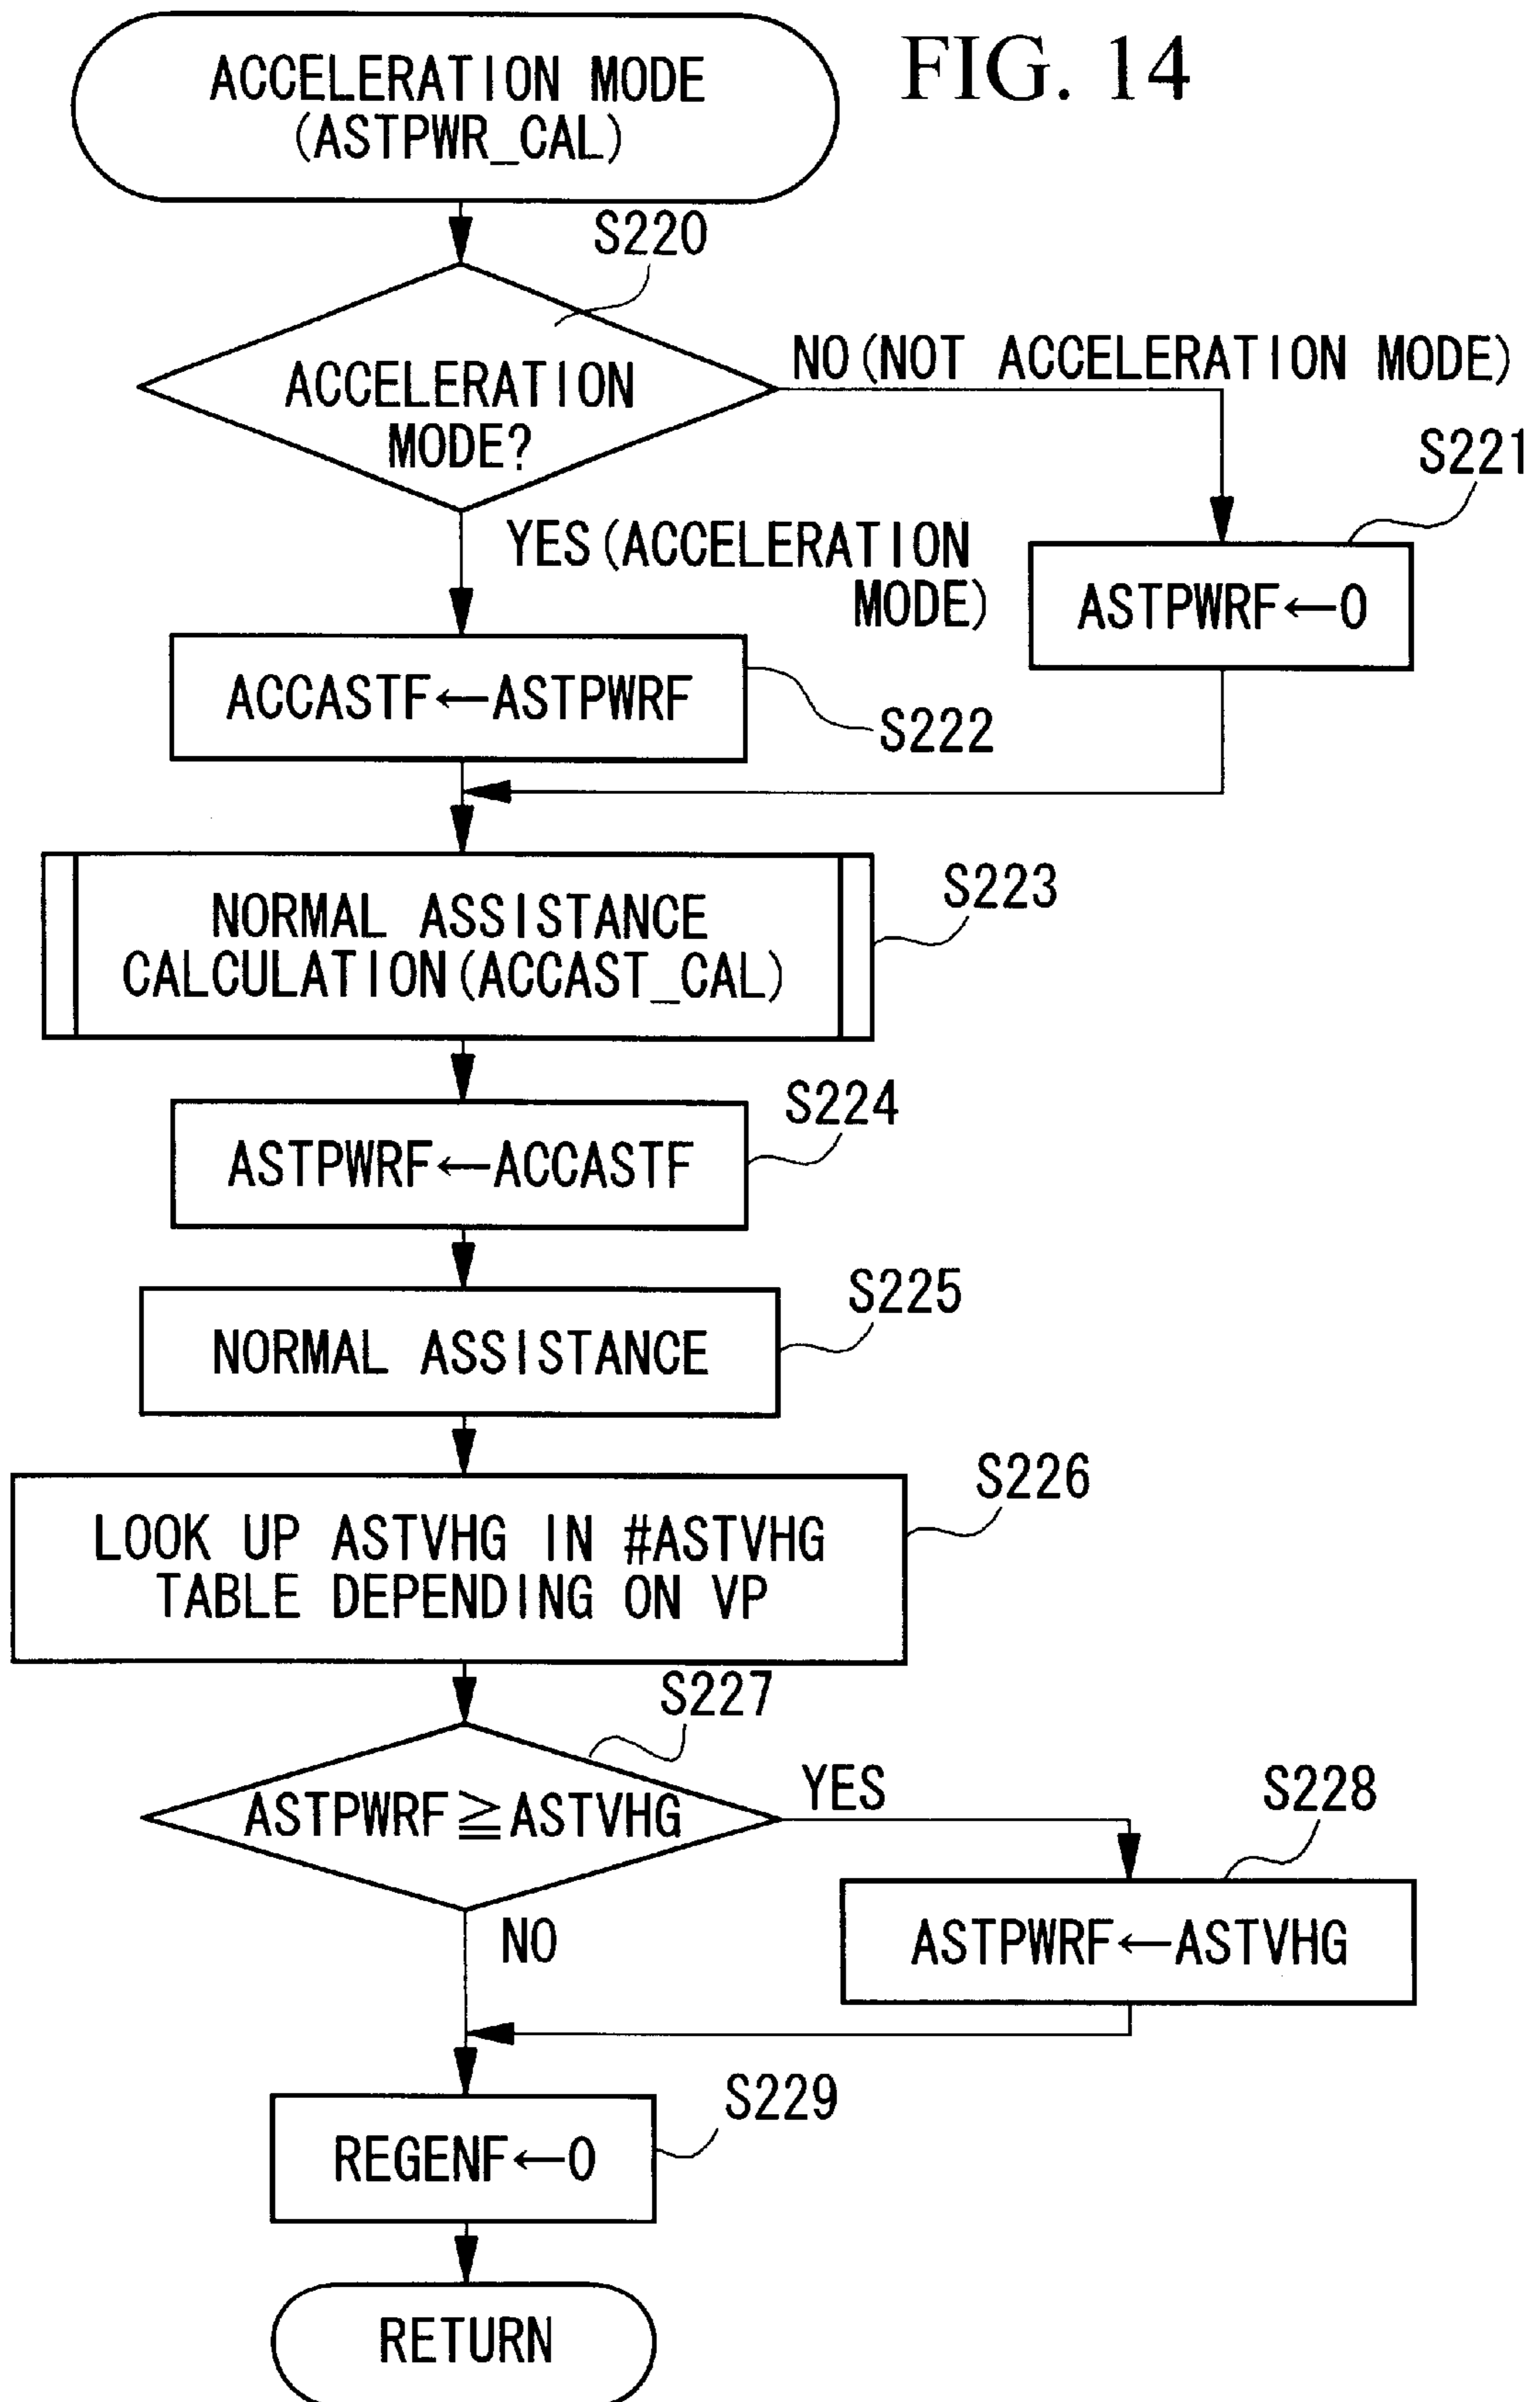 FIG. 14
ACCELERATION MODE
(ASTPWR_CAL)
S220
ACCELERATION
MODE?
NO(NOT ACCELERATION MODE)
S221
ASTPWRF←0
YES(ACCELERATION
MODE)
ACCASTF←ASTPWRF
S222
NORMAL ASSISTANCE
CALCULATION(ACCAST_CAL)
S223
S224
ASTPWRF←ACCASTF
S225
NORMAL ASSISTANCE
S226
LOOK UP ASTVHG IN #ASTVHG
TABLE DEPENDING ON VP
S227
ASTPWRF≧ASTVHG
YES
S228
ASTPWRF←ASTVHG
NO
S229
REGENF←0
RETURN